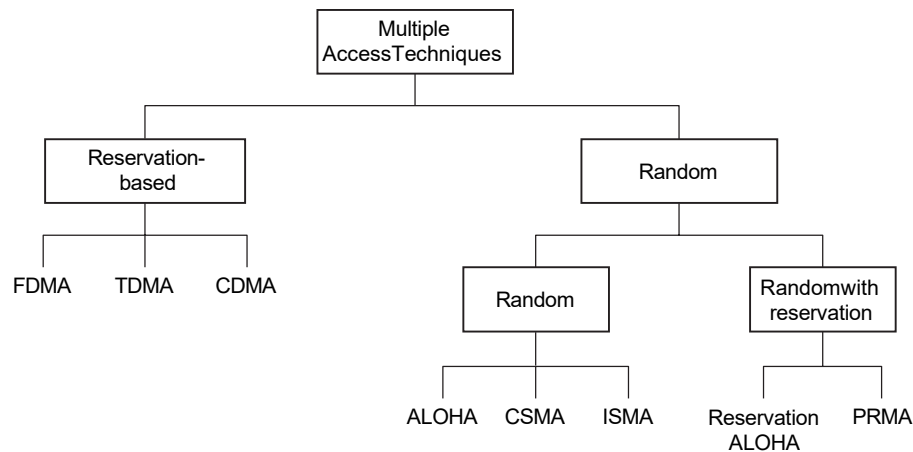 Multiple
AccessTechniques
Reservation-
based
Random
FDMA
TDMA
CDMA
Random
Randomwith
reservation
ALOHA
CSMA
ISMA
Reservation
ALOHA
PRMA